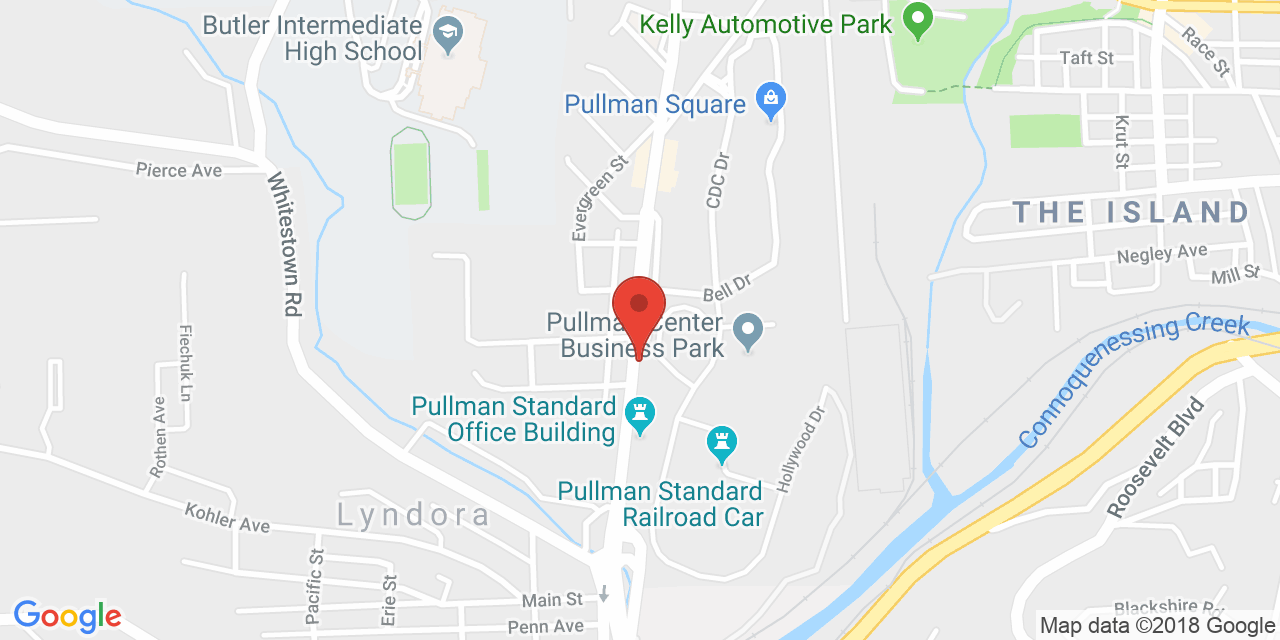 Butler Intermediate
High School
Kelly Automotive Park
Race St
Taft St
Pullman Square
Krut St
Pierce Ave
Whitestown Rd
Evergreen St
CDC Dr
THE ISLAND
Negley Ave
Mill St
Bell Dr
Pullman Center
Business Park
Connoquenessing Creek
Fiechuk Ln
Rothen Ave
Pullman Standard
Office Building
Hollywood Dr
Roosevelt Blvd
Pullman Standard
Railroad Car
Kohler Ave
Lyndora
Pacific St
Erie St
Main St
Penn Ave
Blackshire
Google
Map data ©2018 Google